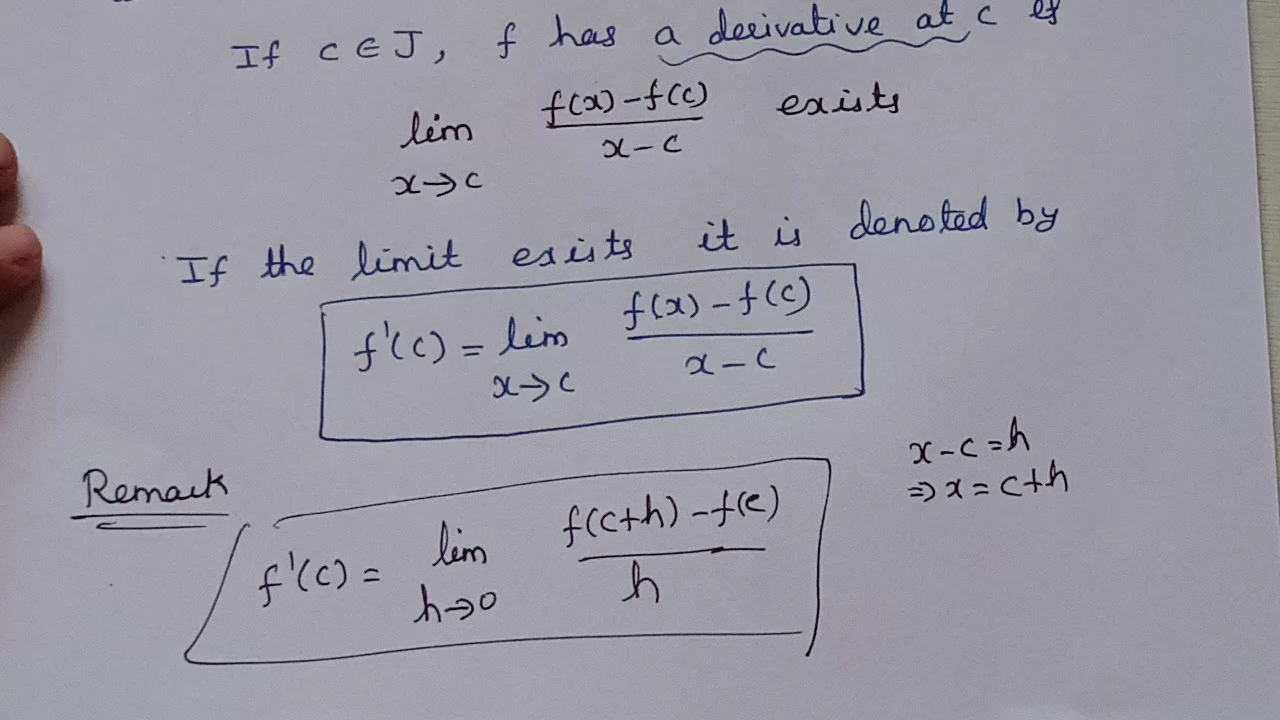 If c ∈ J, f has a derivative at c if
lim x→c f(x) - f(c) / x - c exists
If the limit exists it is denoted by
f'(c) = lim x→c f(x) - f(c) / x - c
x - c = h
⇒ x = c + h
Remark
f'(c) = lim h→0 f(c+h) - f(c) / h